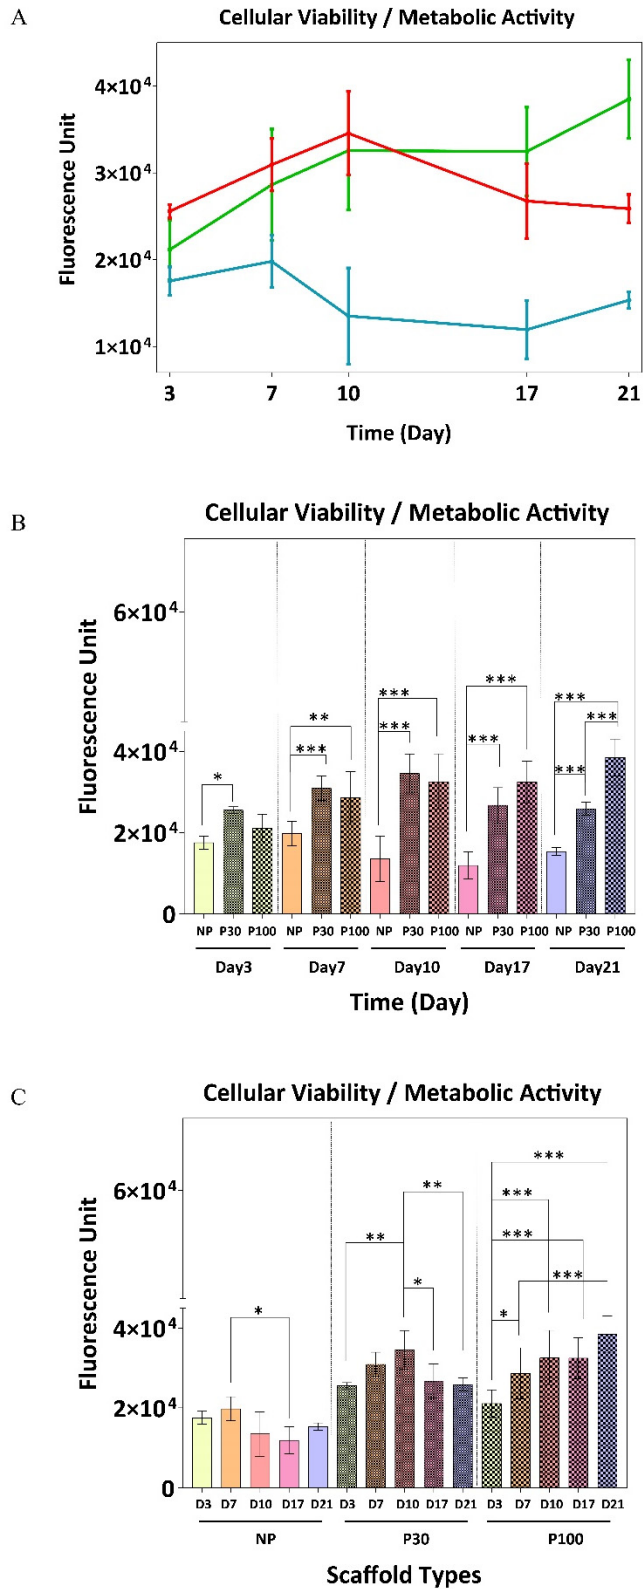 A
Cellular Viability / Metabolic Activity
Fluorescence Unit
4×10⁴
3×10⁴
2×10⁴
1×10⁴
3 7 10 17 21
Time (Day)
B
Cellular Viability / Metabolic Activity
Fluorescence Unit
6×10⁴
4×10⁴
2×10⁴
0
*
** ***
*** ***
*** ***
*** *** ***
NP P30 P100 NP P30 P100 NP P30 P100 NP P30 P100 NP P30 P100
Day3 Day7 Day10 Day17 Day21
Time (Day)
C
Cellular Viability / Metabolic Activity
Fluorescence Unit
6×10⁴
4×10⁴
2×10⁴
0
*
** ** *
*** *** *** *** *
D3 D7 D10 D17 D21 D3 D7 D10 D17 D21 D3 D7 D10 D17 D21
NP P30 P100
Scaffold Types